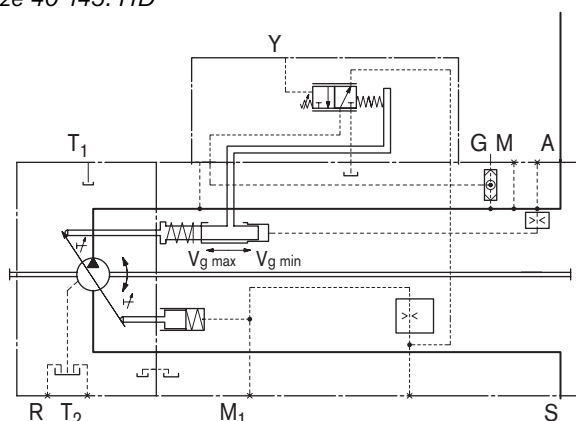 ze 40-145: HD
Y
T1
G M A
Vg max Vg min
R T2 M1 S